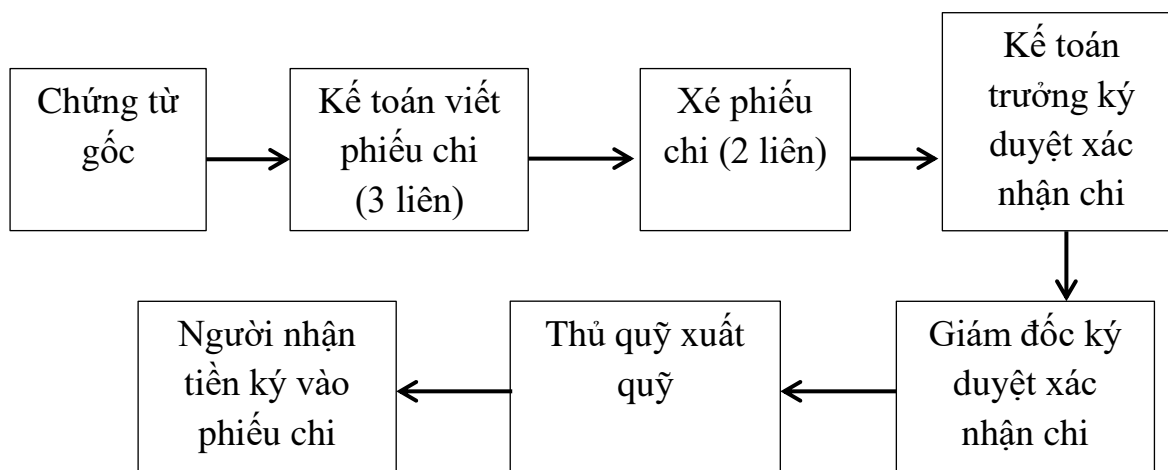 Chứng từ
gốc
Kế toán viết
phiếu chi
(3 liên)
Xé phiếu
chi (2 liên)
Kế toán
trưởng ký
duyệt xác
nhận chi
Giám đốc ký
duyệt xác
nhận chi
Thủ quỹ xuất
quỹ
Người nhận
tiền ký vào
phiếu chi